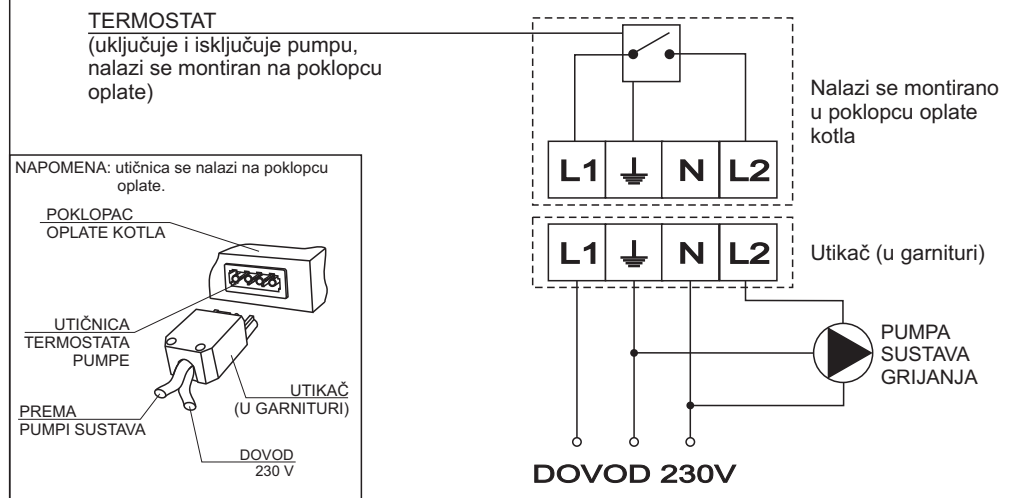 TERMOSTAT
(uključuje i isključuje pumpu,
nalazi se montiran na poklopcu
oplate)
Nalazi se montirano
u poklopcu oplate
kotla
L1 N L2
NAPOMENA: utičnica se nalazi na poklopcu
oplate.
POKLOPAC
OPLATE KOTLA
UTIČNICA
TERMOSTATA
PUMPE
UTIKAČ
(U GARNITURI)
PREMA
PUMPI SUSTAVA
DOVOD
230 V
L1 N L2
Utikač (u garnituri)
PUMPA
SUSTAVA
GRIJANJA
DOVOD 230V